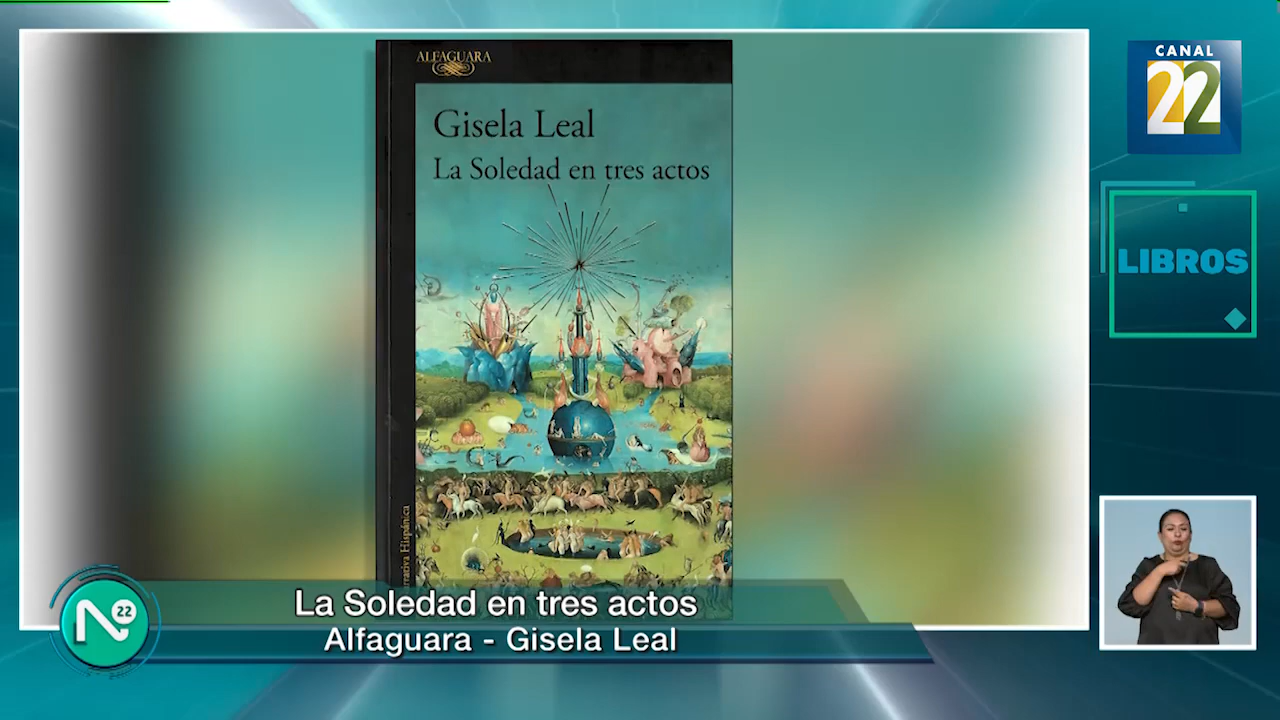 ALFAGUARA
Gisela Leal
La Soledad en tres actos
CANAL
22
LIBROS
La Soledad en tres actos
Alfaguara - Gisela Leal
N22